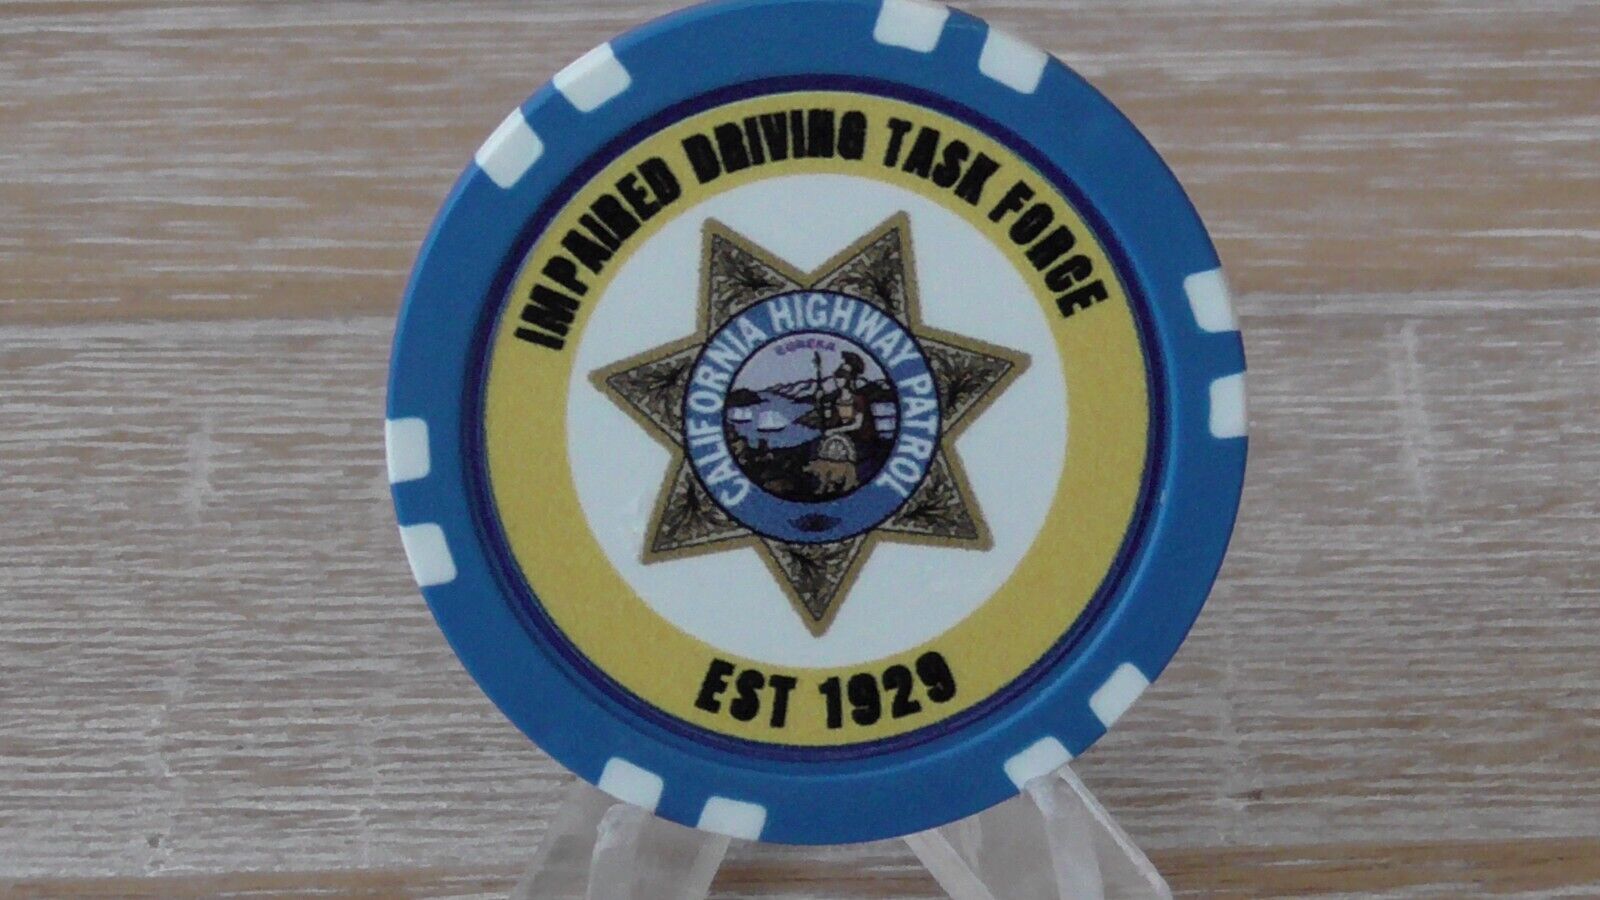 IMPAIRED DRIVING TASK FORCE
CALIFORNIA HIGHWAY PATROL
EUREKA
EST 1929